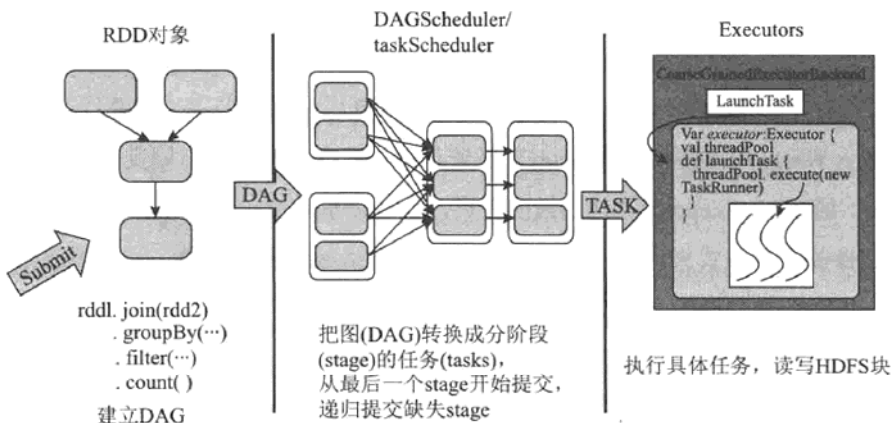 RDD对象
Submit
rddl. join(rdd2)
. groupBy(···)
. filter(···)
. count( )
建立DAG
DAG
DAGScheduler/
taskScheduler
把图(DAG)转换成分阶段
(stage)的任务(tasks),
从最后一个stage开始提交,
递归提交缺失stage
TASK
Executors
CoarseGrainedExecutorBackend
LaunchTask
Var executor:Executor {
val threadPool
def launchTask {
threadPool. execute(new
TaskRunner)
}
}
执行具体任务，读写HDFS块